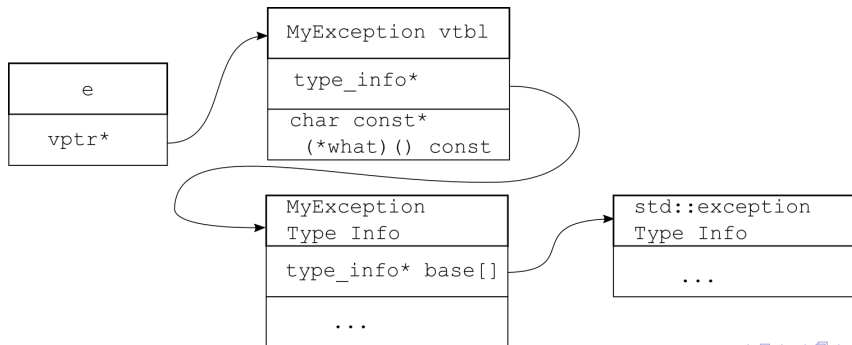 MyException vtbl
e
type_info*
vptr*
char const*
(*what)() const
MyException
Type Info
type_info* base[]
...
std::exception
Type Info
...